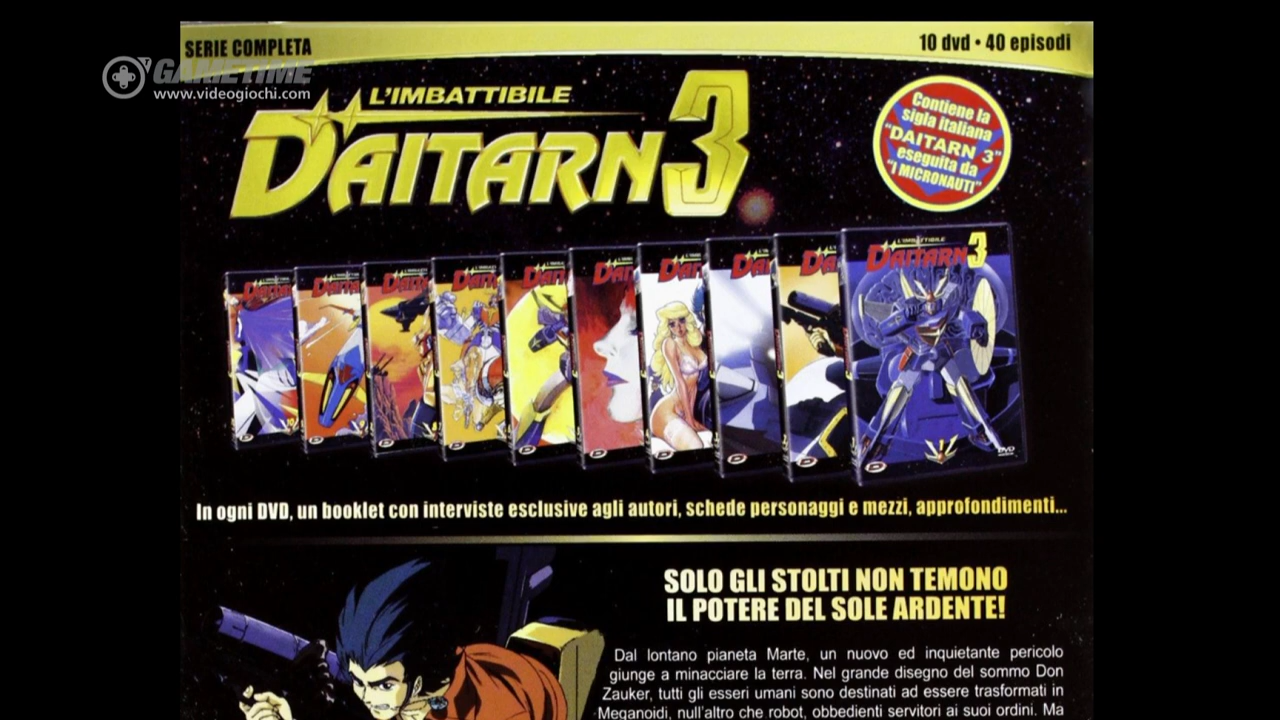 SERIE COMPLETA
10 dvd • 40 episodi
GAMETIME
www.videogiochi.com
L'IMBATTIBILE
DAITARN 3
Contiene la
sigla italiana
"DAITARN 3"
eseguita da
"I MICRONAUTI"
L'IMBATTIBILE
DAITARN 3
DVD
In ogni DVD, un booklet con interviste esclusive agli autori, schede personaggi e mezzi, approfondimenti...
SOLO GLI STOLTI NON TEMONO
IL POTERE DEL SOLE ARDENTE!
Dal lontano pianeta Marte, un nuovo ed inquietante pericolo
giunge a minacciare la terra. Nel grande disegno del sommo Don
Zauker, tutti gli esseri umani sono destinati ad essere trasformati in
Meganoidi, null'altro che robot, obbedienti servitori ai suoi ordini. Ma